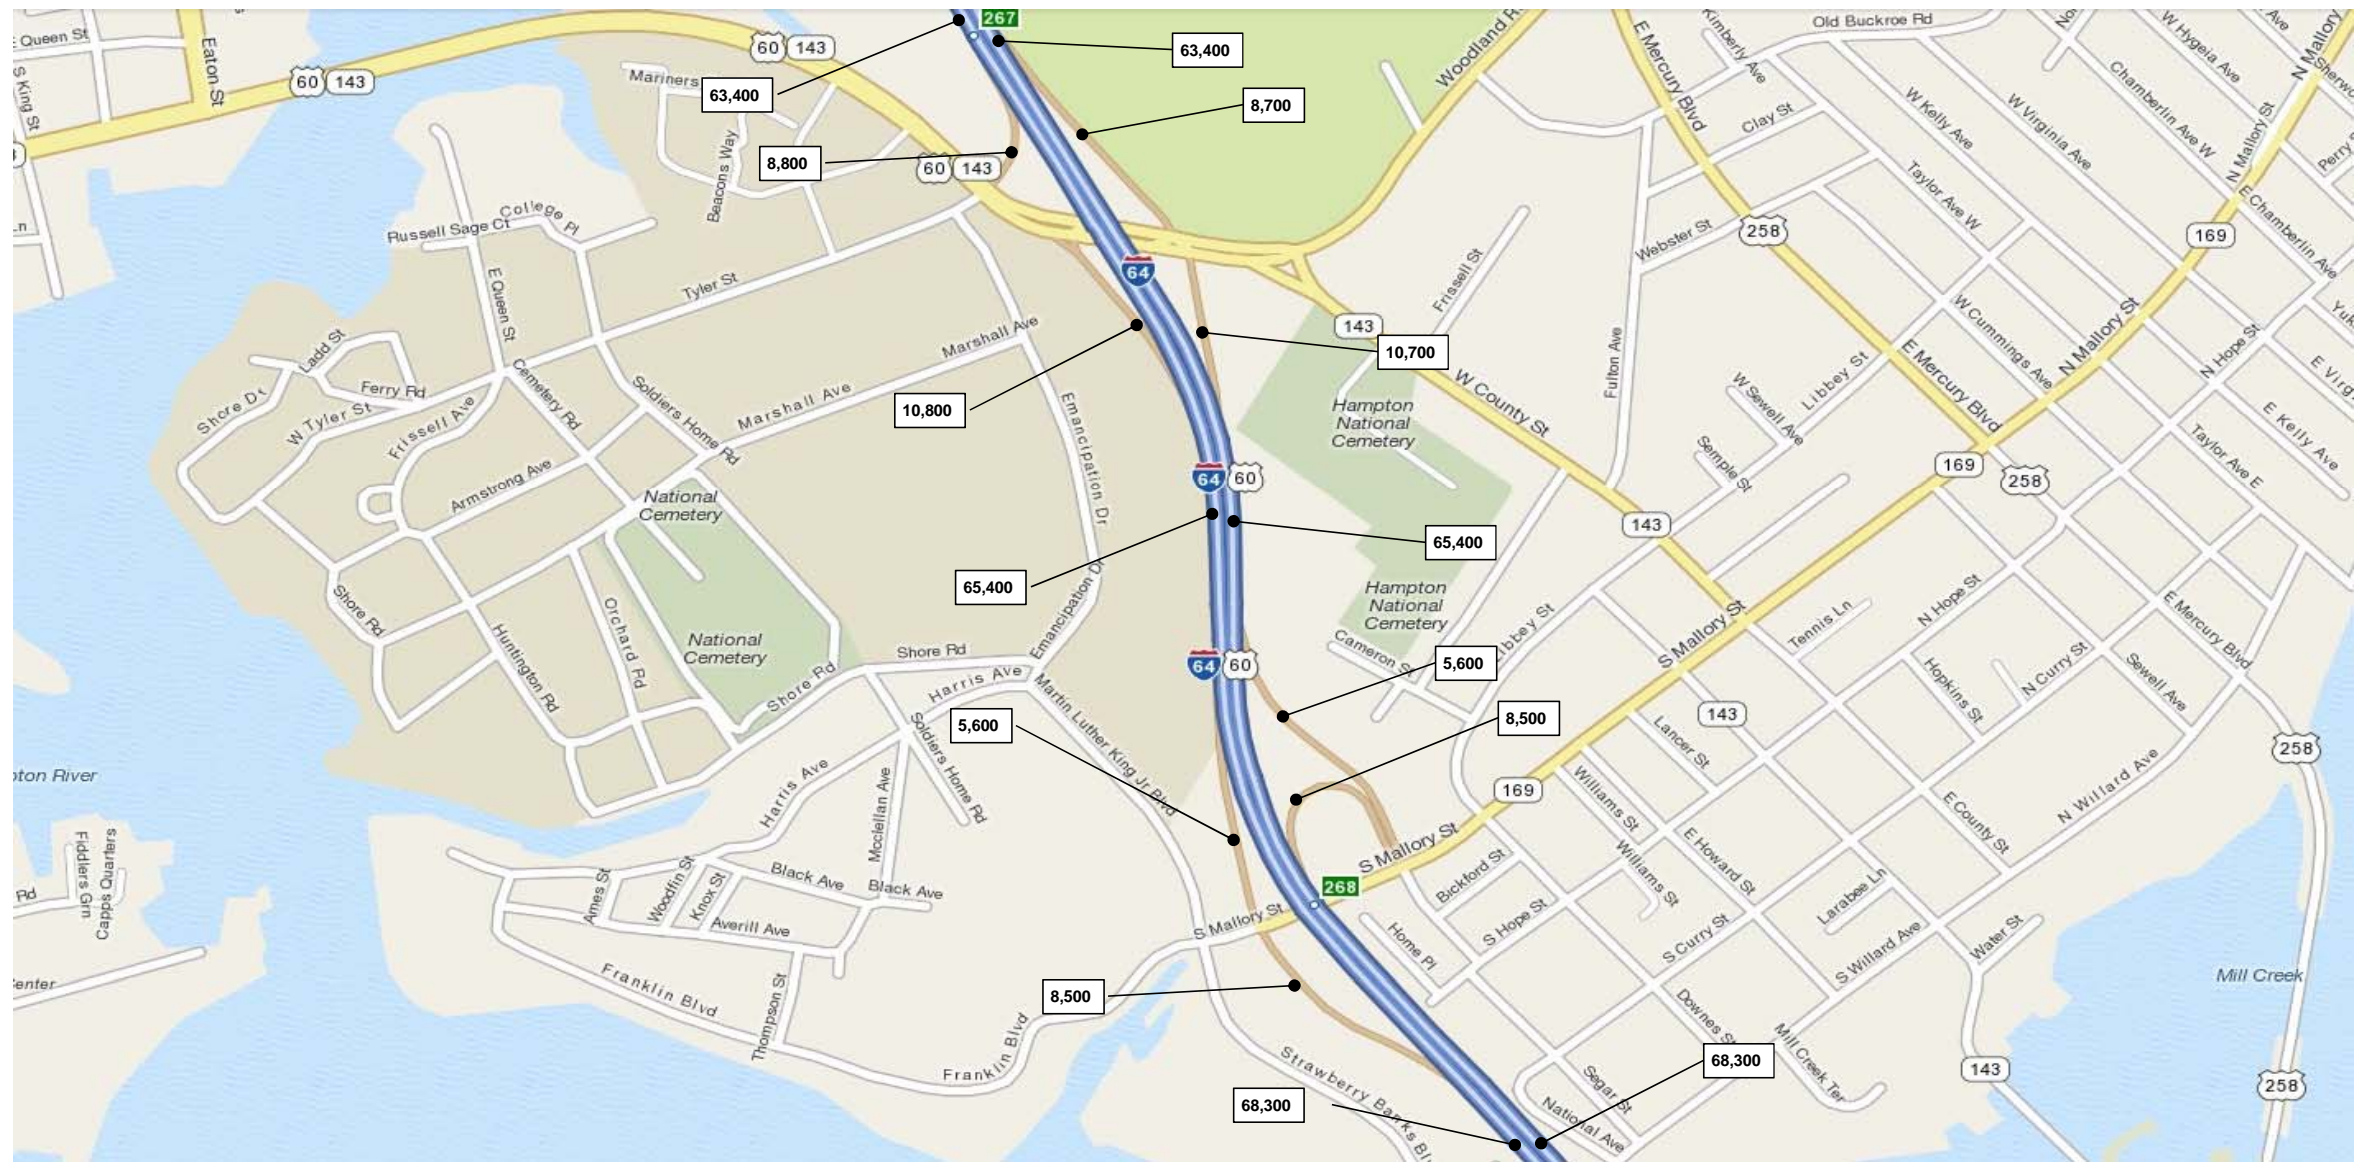 267
Old Buckroe Rd
Kimberly Ave
W Hygeia Ave
N Mallory
E Queen St
Eaton St
60
143
63,400
Woodland R
E Mercury Blvd
S King St
60
143
Mariners
63,400
8,700
Clay St
W Kelly Ave
W Virginia Ave
Chamberlin Ave W
N Mallory St
Perry
Beacons Way
8,800
60
143
Taylor Ave W
E Chamberlin Ave
College Pl
Russell Sage Ct
258
Webster St
169
64
E Queen St
Tyler St
Frissell St
143
W Cummings Ave
N Mallory St
N Hope St
Yuk
Ladd St
Marshall Ave
10,700
Fulton Ave
Libbey St
E Mercury Blvd
E Virg
Ferry Rd
Shore Dr
W Tyler St
Cemetery Rd
Soldiers Home Rd
Marshall Ave
10,800
Emancipation Dr
Hampton
National
Cemetery
W County St
W Sewell Ave
E Kelly Ave
Frissell Ave
Armstrong Ave
64
60
Semple St
169
258
Taylor Ave E
National
Cemetery
143
65,400
65,400
Shore Rd
Orchard Rd
Huntington Rd
National
Cemetery
Emancipation Dr
Hampton
National
Cemetery
Libbey St
S Mallory St
Tennis Ln
N Hope St
E Mercury Blvd
Shore Rd
64
60
Cameron St
5,600
Hopkins St
N Curry St
Sewell Ave
Harris Ave
Shore Rd
5,600
Martin Luther King Jr Blvd
8,500
143
Lancer St
258
Soldiers Home Rd
Harris Ave
Mcclellan Ave
169
Williams St
E County St
N Willard Ave
Fiddlers Grn
Capps Quarters
Rd
Ames St
Woodfin St
Knox St
Black Ave
Black Ave
S Mallory St
268
Bickford St
Williams St
E Howard St
Larabee Ln
Averill Ave
S Mallory St
Home Pl
S Hope St
S Curry St
S Willard Ave
Water St
Franklin Blvd
Thompson St
8,500
Downes St
Mill Creek
Franklin Blvd
Strawberry Banks Bl
Segar St
68,300
Mill Creek Ter
143
258
68,300
National Ave